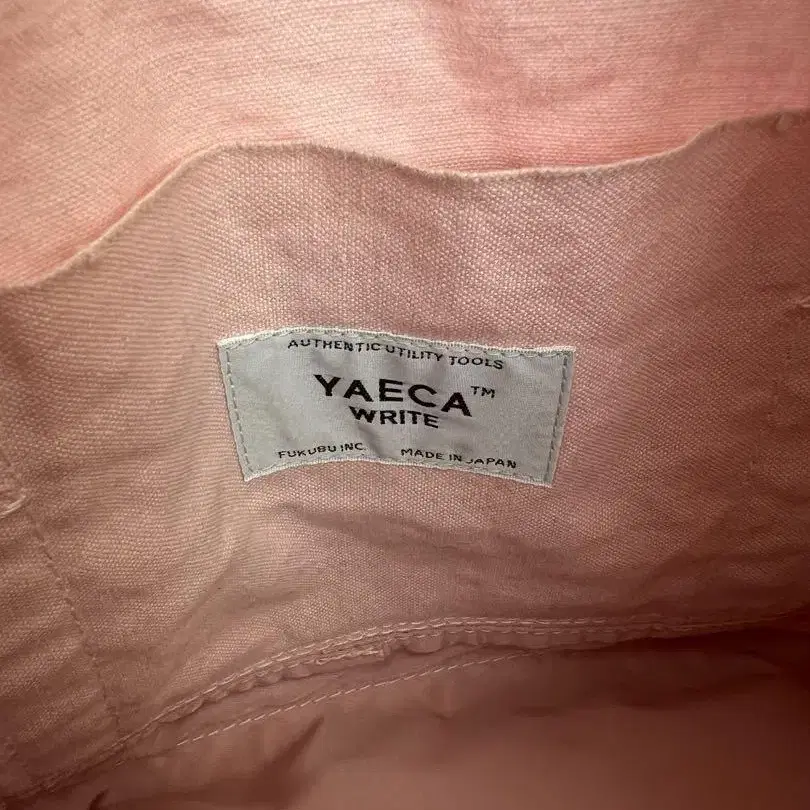 AUTHENTIC UTILITY TOOLS
YAECA™
WRITE
FUKUBU INC. MADE IN JAPAN